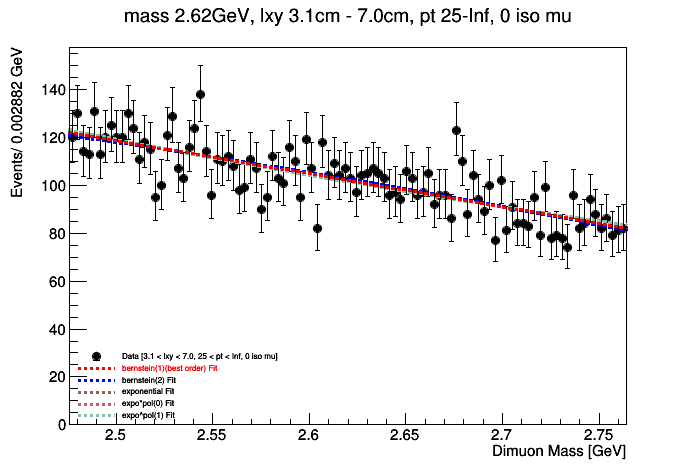 mass 2.62GeV, lxy 3.1cm - 7.0cm, pt 25-Inf, 0 iso mu
Events/ 0.002882 GeV
140
120
100
80
60
40
20
0
Data [3.1 < lxy < 7.0, 25 < pt < Inf, 0 iso mu]
bernstein(1)(best order) Fit
bernstein(2) Fit
exponential Fit
expo*pol(0) Fit
expo*pol(1) Fit
2.5 2.55 2.6 2.65 2.7 2.75
Dimuon Mass [GeV]